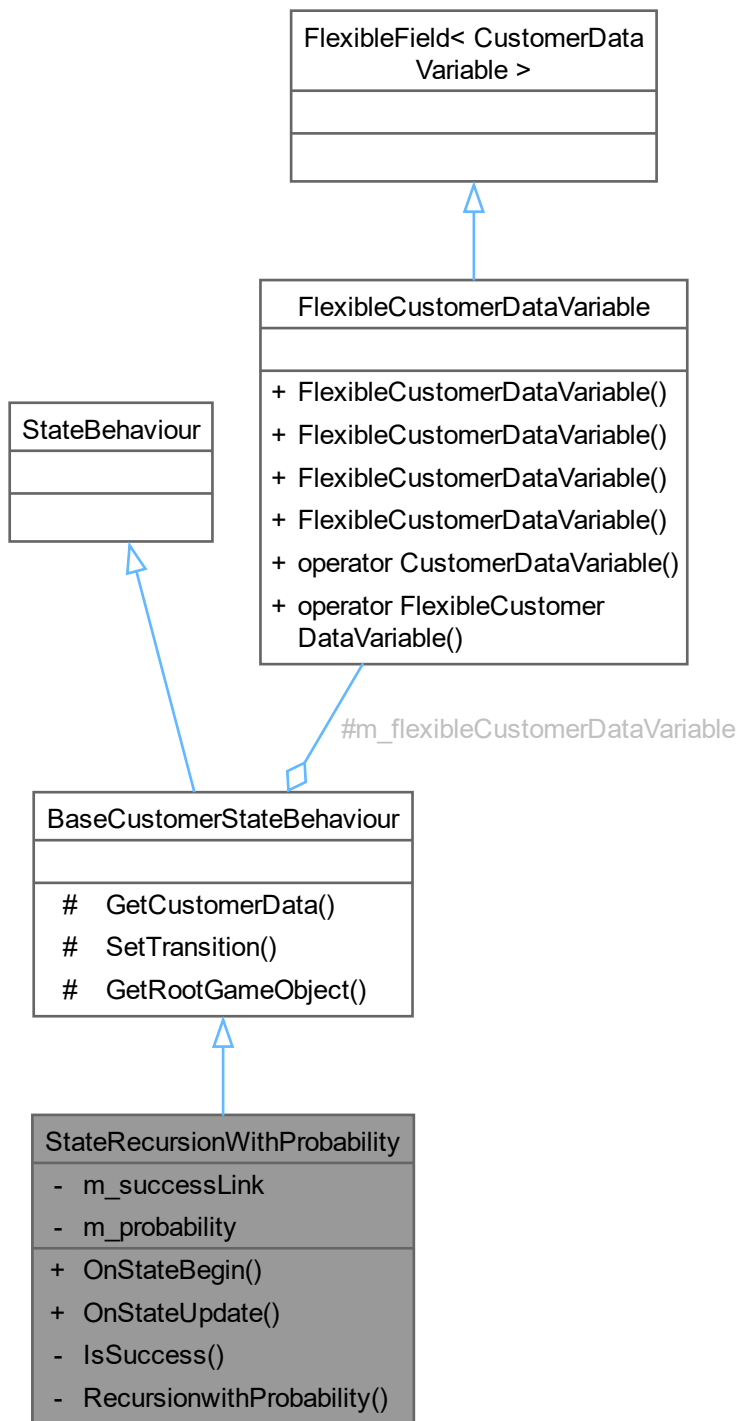 FlexibleField< CustomerData
Variable >
FlexibleCustomerDataVariable
+ FlexibleCustomerDataVariable()
+ FlexibleCustomerDataVariable()
+ FlexibleCustomerDataVariable()
+ FlexibleCustomerDataVariable()
+ operator CustomerDataVariable()
+ operator FlexibleCustomer
DataVariable()
StateBehaviour
#m_flexibleCustomerDataVariable
BaseCustomerStateBehaviour
# GetCustomerData()
# SetTransition()
# GetRootGameObject()
StateRecursionWithProbability
- m_successLink
- m_probability
+ OnStateBegin()
+ OnStateUpdate()
- IsSuccess()
- RecursionwithProbability()